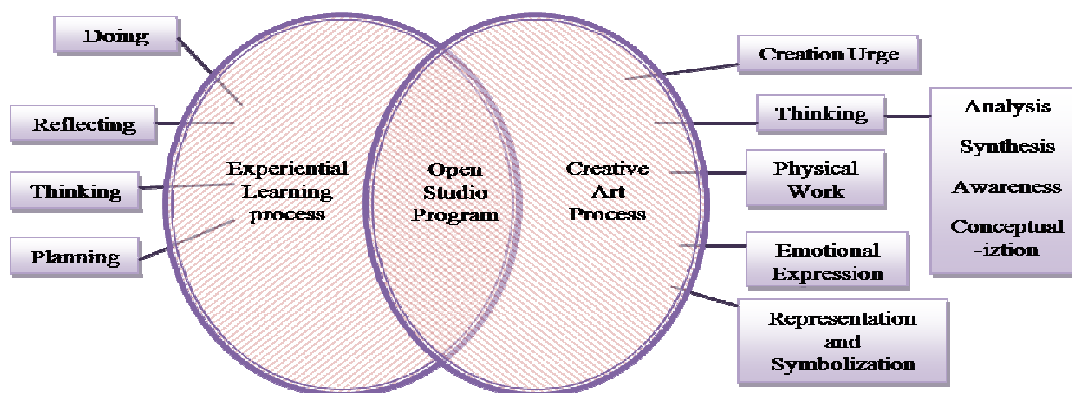 Doing
Reflecting
Thinking
Planning
Experiential
Learning
process
Open
Studio
Program
Creative
Art
Process
Creation Urge
Thinking
Physical
Work
Emotional
Expression
Representation
and
Symbolization
Analysis
Synthesis
Awareness
Conceptual
-iztion